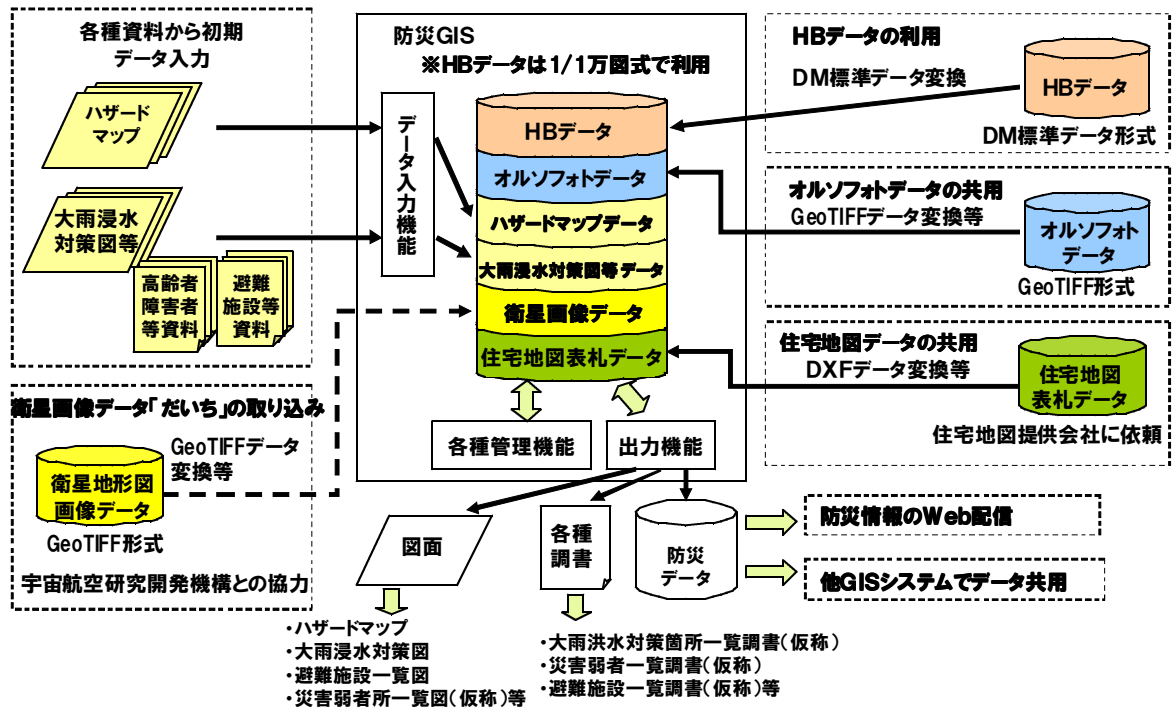 各種資料から初期
データ入力
ハザード
マップ
大雨浸水
対策図等
高齢者
障害者
等資料
避難
施設等
資料
衛星画像データ「だいち」の取り込み
GeoTIFFデータ
変換等
衛星地形図
画像データ
GeoTIFF形式
宇宙航空研究開発機構との協力
防災GIS
※HBデータは1/1万図式で利用
データ入力機能
HBデータ
オルソフォトデータ
ハザードマップデータ
大雨浸水対策図等データ
衛星画像データ
住宅地図表札データ
各種管理機能
出力機能
HBデータの利用
DM標準データ変換
HBデータ
DM標準データ形式
オルソフォトデータの共用
GeoTIFFデータ変換等
オルソフォト
データ
GeoTIFF形式
住宅地図データの共用
DXFデータ変換等
住宅地図
表札データ
住宅地図提供会社に依頼
図面
各種
調書
防災
データ
防災情報のWeb配信
他GISシステムでデータ共用
・ハザードマップ
・大雨浸水対策図
・避難施設一覧図
・災害弱者所一覧図(仮称)等
・大雨洪水対策箇所一覧調書(仮称)
・災害弱者一覧調書(仮称)
・避難施設一覧調書(仮称)等